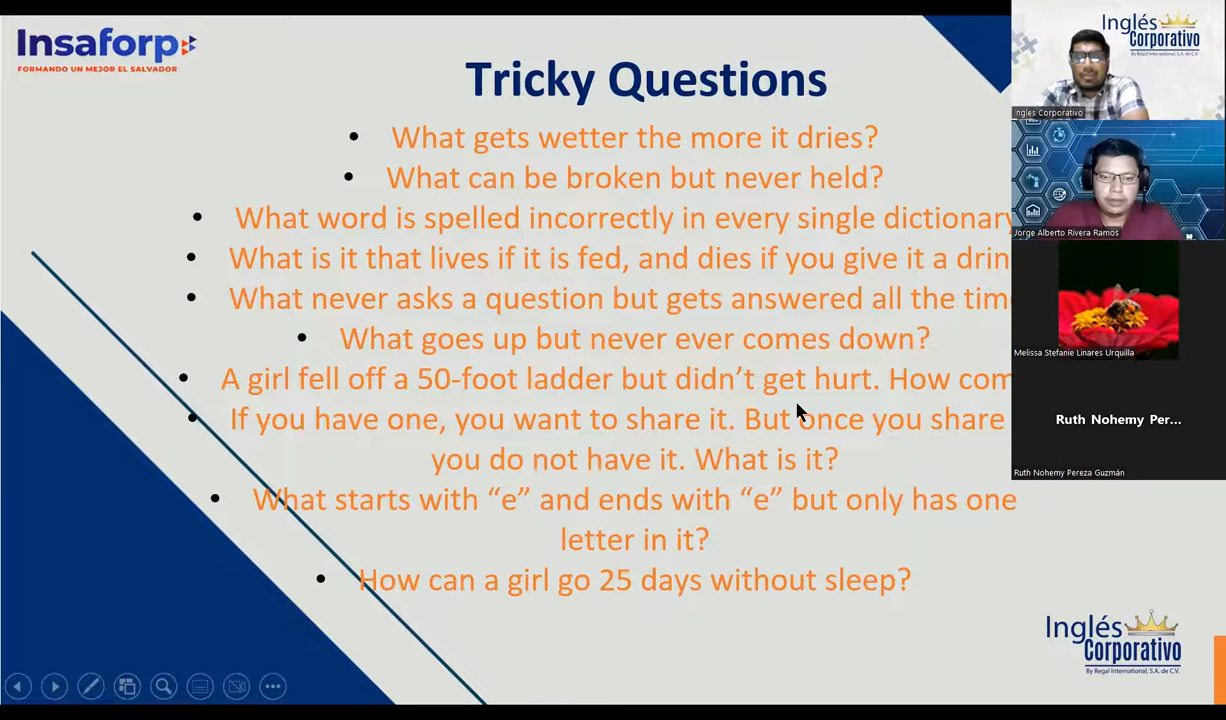 Insaforp
FORMANDO UN MEJOR EL SALVADOR
Tricky Questions
• What gets wetter the more it dries?
• What can be broken but never held?
• What word is spelled incorrectly in every single dictionary
• What is it that lives if it is fed, and dies if you give it a drin
• What never asks a question but gets answered all the time
• What goes up but never ever comes down?
• A girl fell off a 50-foot ladder but didn’t get hurt. How com
• If you have one, you want to share it. But once you share
you do not have it. What is it?
• What starts with “e” and ends with “e” but only has one
letter in it?
• How can a girl go 25 days without sleep?
Inglés
Corporativo
By Regal International, S.A. de C.V.
Ingles Corporativo
Jorge Alberto Rivera Ramos
Melissa Stefanie Linares Urquilla
Ruth Nohemy Per...
Ruth Nohemy Pereza Guzmán
Inglés
Corporativo
By Regal International, S.A. de C.V.